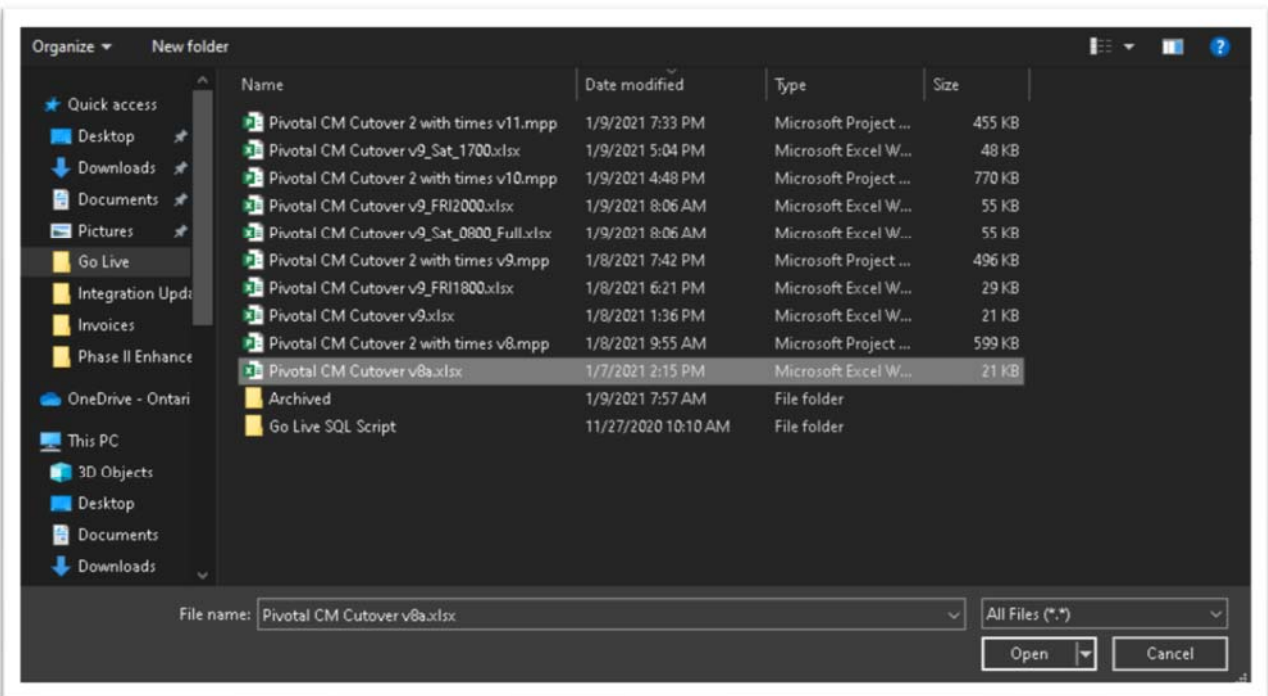 Organize New folder
Name Date modified Type Size
Quick access
Desktop
Downloads
Documents
Pictures
Go Live
Integration Upda
Invoices
Phase II Enhance
OneDrive - Ontari
This PC
3D Objects
Desktop
Documents
Downloads
Pivotal CM Cutover 2 with times v11.mpp 1/9/2021 7:33 PM Microsoft Project ... 455 KB
Pivotal CM Cutover v9_Sat_1700.xlsx 1/9/2021 5:04 PM Microsoft Excel W... 48 KB
Pivotal CM Cutover 2 with times v10.mpp 1/9/2021 4:48 PM Microsoft Project ... 770 KB
Pivotal CM Cutover v9_FRI2000.xlsx 1/9/2021 8:06 AM Microsoft Excel W... 55 KB
Pivotal CM Cutover v9_Sat_0800_Full.xlsx 1/9/2021 8:06 AM Microsoft Excel W... 55 KB
Pivotal CM Cutover 2 with times v9.mpp 1/8/2021 7:42 PM Microsoft Project ... 496 KB
Pivotal CM Cutover v9_FRI1800.xlsx 1/8/2021 6:21 PM Microsoft Excel W... 29 KB
Pivotal CM Cutover v9.xlsx 1/8/2021 1:36 PM Microsoft Excel W... 21 KB
Pivotal CM Cutover 2 with times v8.mpp 1/8/2021 9:55 AM Microsoft Project ... 599 KB
Pivotal CM Cutover v8a.xlsx 1/7/2021 2:15 PM Microsoft Excel W... 21 KB
Archived 1/9/2021 7:57 AM File folder
Go Live SQL Script 11/27/2020 10:10 AM File folder
File name: Pivotal CM Cutover v8a.xlsx All Files (*.*)
Open Cancel